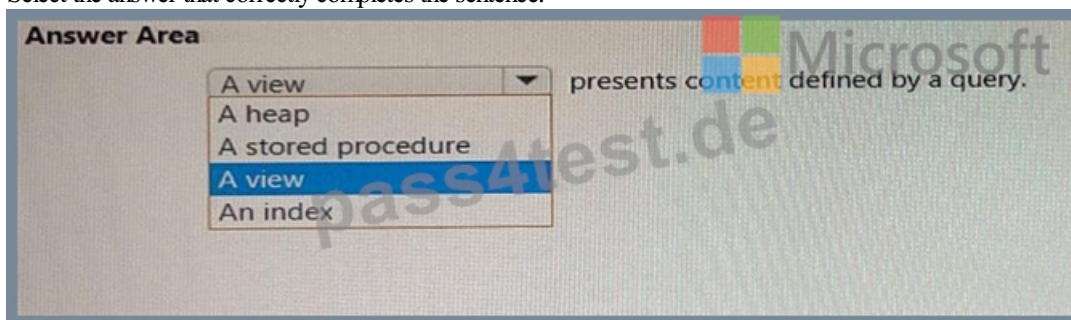 Select the answer that correctly completes the sentence.
Answer Area
Microsoft
A view presents content defined by a query.
A heap
A stored procedure
A view
An index
pass4test.de